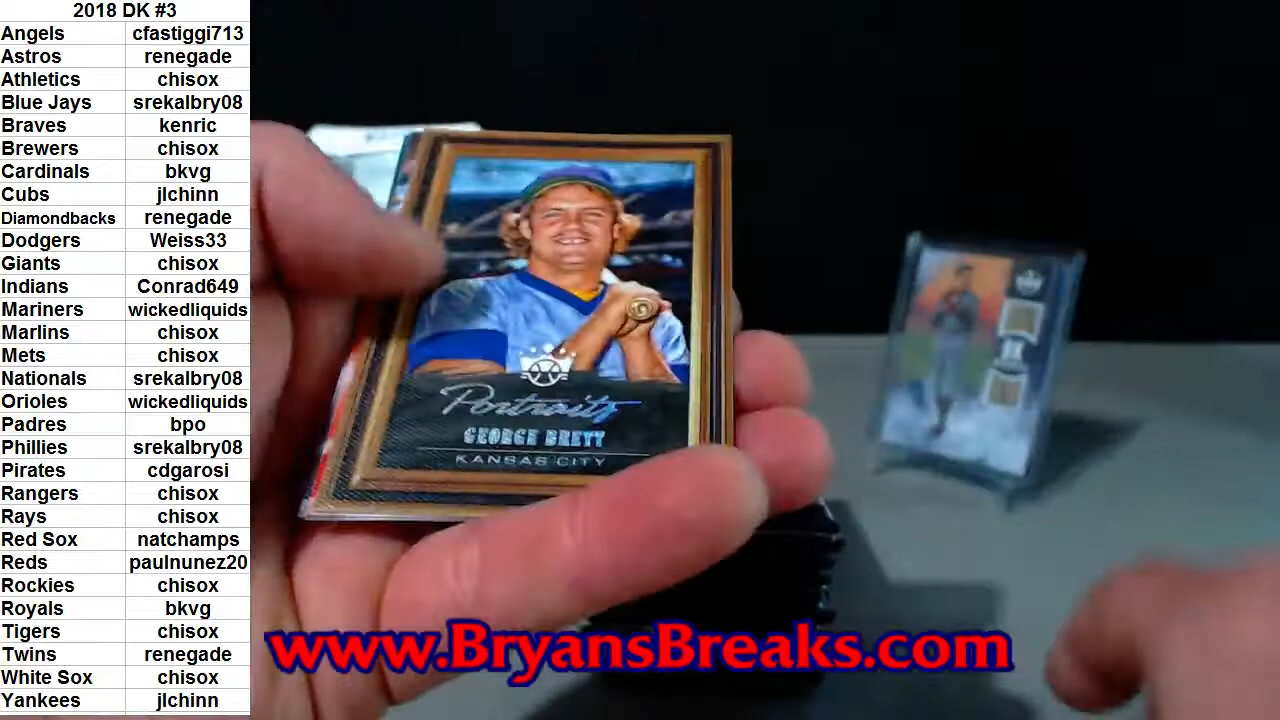 2018 DK #3
Angels cfastiggi713
Astros renegade
Athletics chisox
Blue Jays srekalbry08
Braves kenric
Brewers chisox
Cardinals bkvg
Cubs jlchinn
Diamondbacks renegade
Dodgers Weiss33
Giants chisox
Indians Conrad649
Mariners wickedliquids
Marlins chisox
Mets chisox
Nationals srekalbry08
Orioles wickedliquids
Padres bpo
Phillies srekalbry08
Pirates cdgarosi
Rangers chisox
Rays chisox
Red Sox natchamps
Reds paulnunez20
Rockies chisox
Royals bkvg
Tigers chisox
Twins renegade
White Sox chisox
Yankees jlchinn
Portraits
GEORGE BRETT
KANSAS CITY
www.BryansBreaks.com